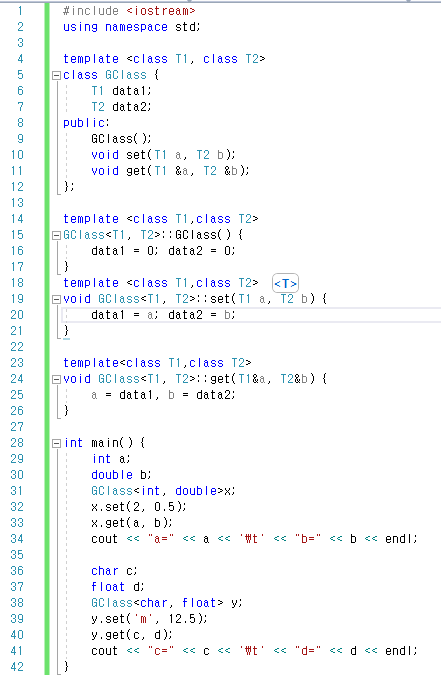 1 #include <iostream>
2 using namespace std;
3
4 template <class T1, class T2>
5 class GClass {
6 T1 data1;
7 T2 data2;
8 public:
9 GClass();
10 void set(T1 a, T2 b);
11 void get(T1 &a, T2 &b);
12 };
13
14 template <class T1,class T2>
15 GClass<T1, T2>::GClass() {
16 data1 = 0; data2 = 0;
17 }
18 template <class T1,class T2> <T>
19 void GClass<T1, T2>::set(T1 a, T2 b) {
20 data1 = a; data2 = b;
21 }
22
23 template<class T1,class T2>
24 void GClass<T1, T2>::get(T1&a, T2&b) {
25 a = data1, b = data2;
26 }
27
28 int main() {
29 int a;
30 double b;
31 GClass<int, double>x;
32 x.set(2, 0.5);
33 x.get(a, b);
34 cout << "a=" << a << '₩t' << "b=" << b << endl;
35
36 char c;
37 float d;
38 GClass<char, float> y;
39 y.set('m', 12.5);
40 y.get(c, d);
41 cout << "c=" << c << '₩t' << "d=" << d << endl;
42 }